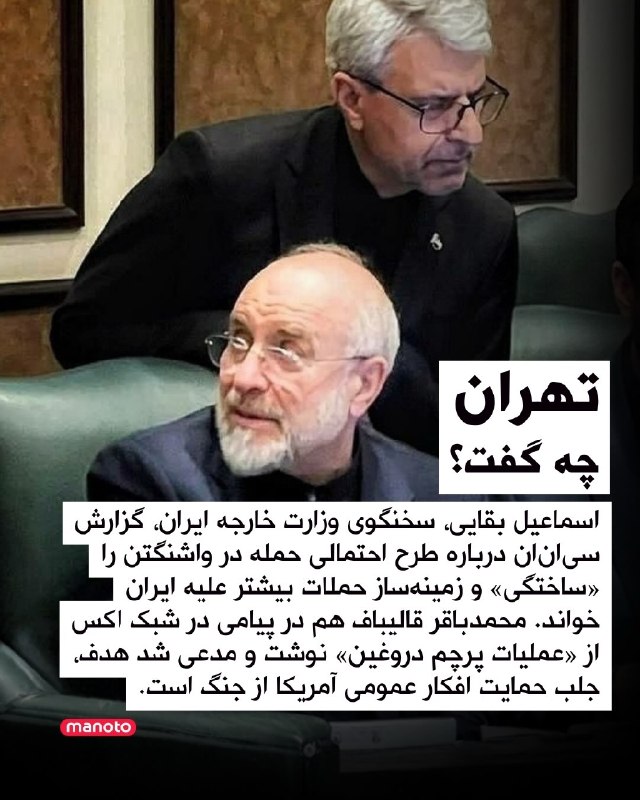 تهران
چه گفت؟
اسماعیل بقایی، سخنگوی وزارت خارجه ایران، گزارش
سی‌ان‌ان درباره طرح احتمالی حمله در واشنگتن را
«ساختگی» و زمینه‌ساز حملات بیشتر علیه ایران
خواند. محمدباقر قالیباف هم در پیامی در شبک اکس
از «عملیات پرچم دروغین» نوشت و مدعی شد هدف،
جلب حمایت افکار عمومی آمریکا از جنگ است.
manoto